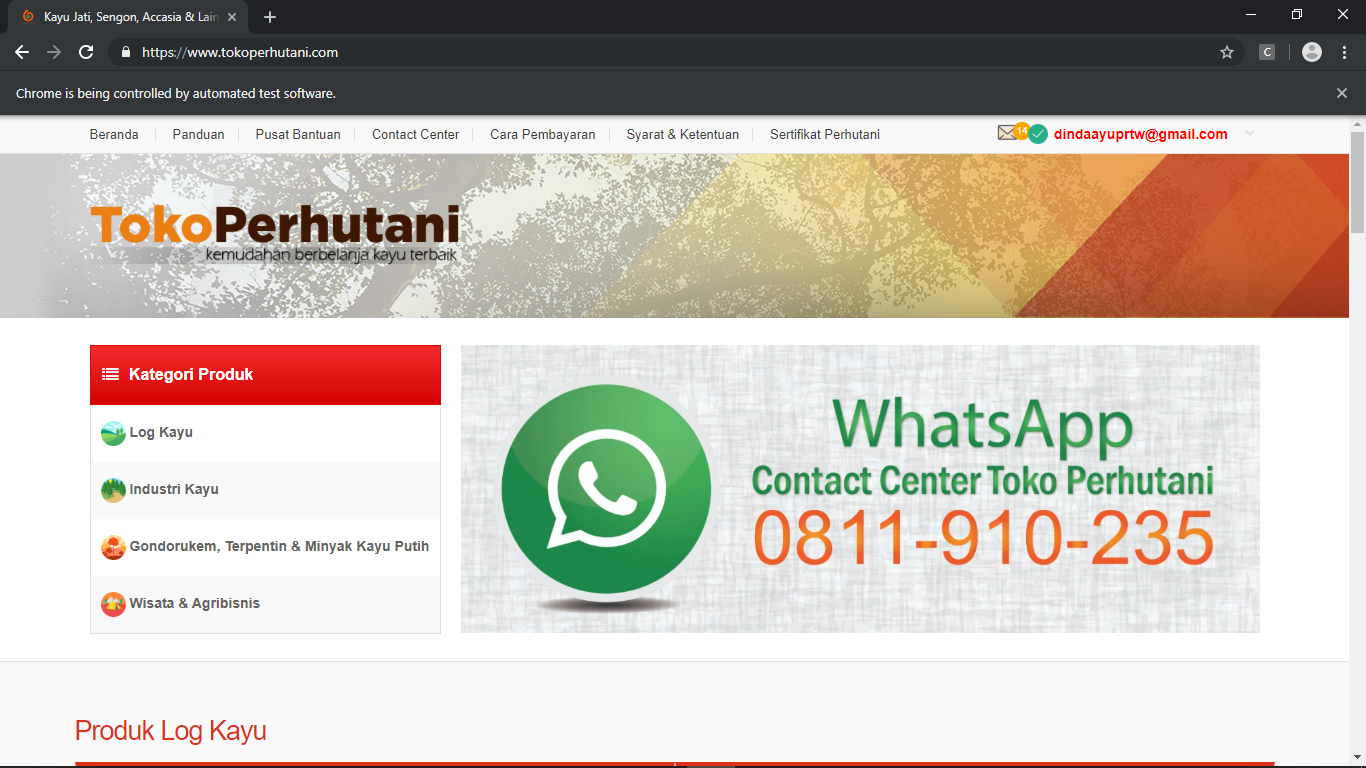 Kayu Jati, Sengon, Accasia & Lain
https://www.tokoperhutani.com
C
Chrome is being controlled by automated test software.
Beranda Panduan Pusat Bantuan Contact Center Cara Pembayaran Syarat & Ketentuan Sertifikat Perhutani 14 dindaayuprtw@gmail.com
TokoPerhutani
kemudahan berbelanja kayu terbaik
Kategori Produk
Log Kayu
Industri Kayu
Gondorukem, Terpentin & Minyak Kayu Putih
Wisata & Agribisnis
WhatsApp
Contact Center Toko Perhutani
0811-910-235
Produk Log Kayu